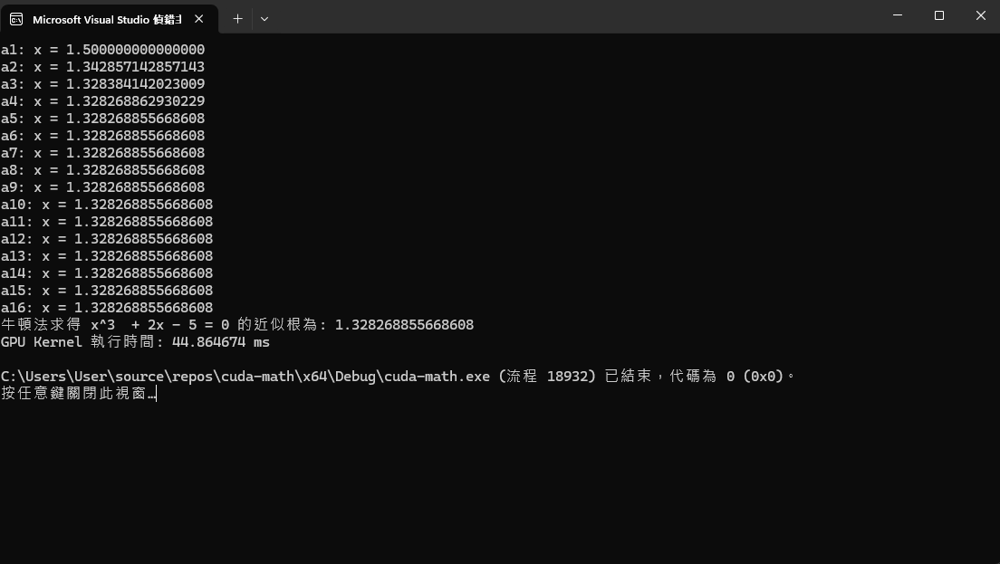 Microsoft Visual Studio 偵錯主
a1: x = 1.500000000000000
a2: x = 1.342857142857143
a3: x = 1.328384142023009
a4: x = 1.328268862930229
a5: x = 1.328268855668608
a6: x = 1.328268855668608
a7: x = 1.328268855668608
a8: x = 1.328268855668608
a9: x = 1.328268855668608
a10: x = 1.328268855668608
a11: x = 1.328268855668608
a12: x = 1.328268855668608
a13: x = 1.328268855668608
a14: x = 1.328268855668608
a15: x = 1.328268855668608
a16: x = 1.328268855668608
牛頓法求得 x^3  + 2x - 5 = 0 的近似根為: 1.328268855668608
GPU Kernel 執行時間: 44.864674 ms
C:\Users\User\source\repos\cuda-math\x64\Debug\cuda-math.exe (流程 18932) 已結束，代碼為 0 (0x0)。
按任意鍵關閉此視窗…